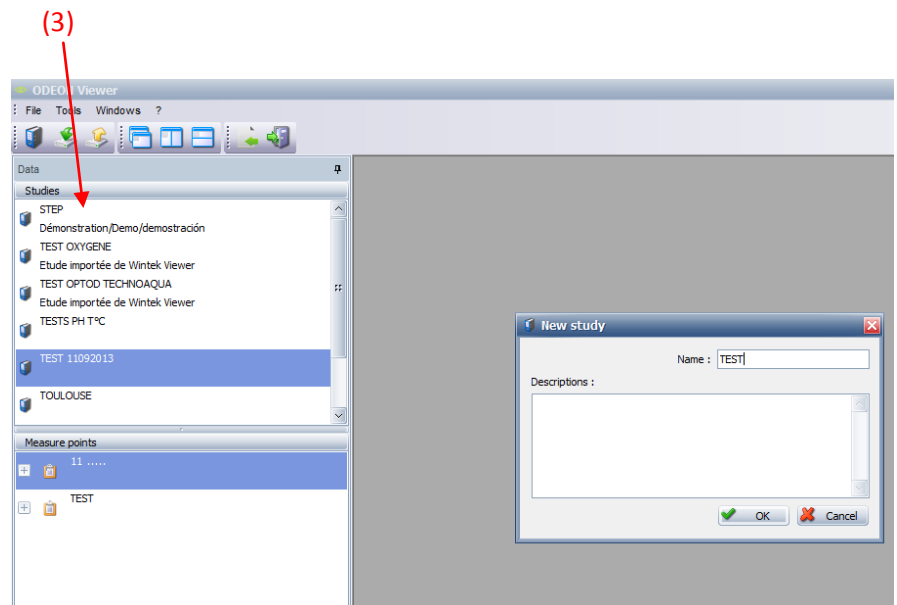 (3)
ODEON Viewer
File Tools Windows ?
Data
Studies
STEP
Démonstration/Demo/demostración
TEST OXYGENE
Etude importée de Wintek Viewer
TEST OPTOD TECHNOAQUA
Etude importée de Wintek Viewer
TESTS PH T°C
TEST 11092013
TOULOUSE
Measure points
11 .....
TEST
New study
Name : TEST
Descriptions :
OK Cancel